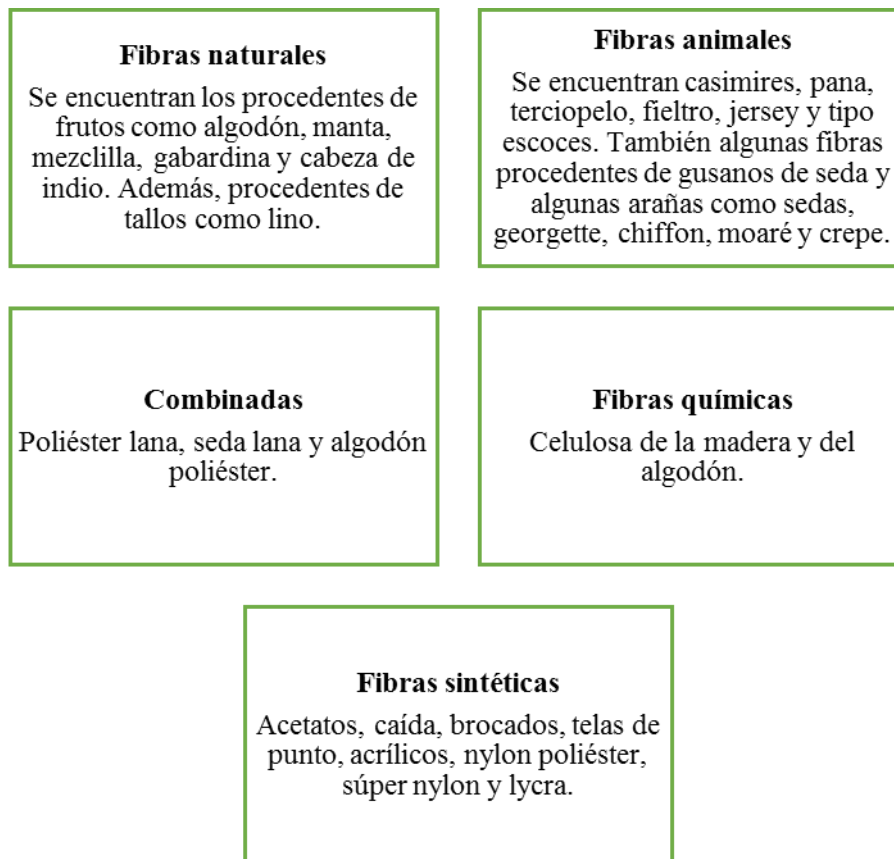 Fibras naturales
Se encuentran los procedentes de
frutos como algodón, manta,
mezclilla, gabardina y cabeza de
indio. Además, procedentes de
tallos como lino.
Fibras animales
Se encuentran casimires, pana,
terciopelo, fieltro, jersey y tipo
escoces. También algunas fibras
procedentes de gusanos de seda y
algunas arañas como sedas,
georgette, chiffon, moaré y crepe.
Combinadas
Poliéster lana, seda lana y algodón
poliéster.
Fibras químicas
Celulosa de la madera y del
algodón.
Fibras sintéticas
Acetatos, caída, brocados, telas de
punto, acrílicos, nylon poliéster,
súper nylon y lycra.